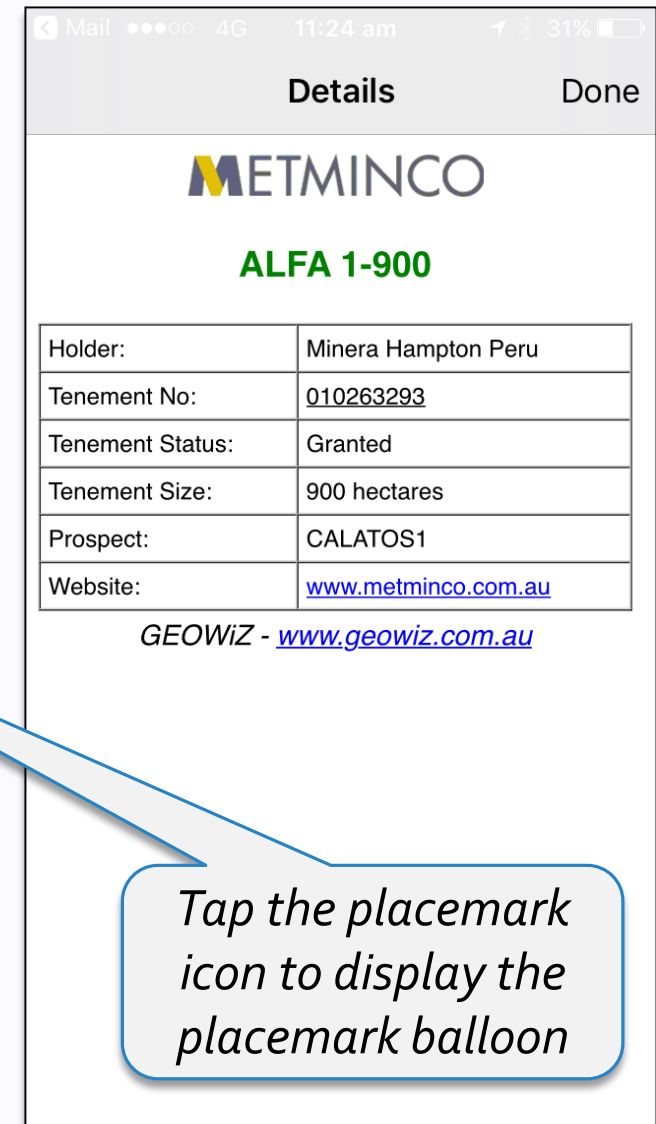 Mail 4G 11:24 am 31%
Details Done
METMINCO
ALFA 1-900
Holder: Minera Hampton Peru
Tenement No: 010263293
Tenement Status: Granted
Tenement Size: 900 hectares
Prospect: CALATOS1
Website: www.metminco.com.au
GEOWiZ - www.geowiz.com.au
Tap the placemark
icon to display the
placemark balloon